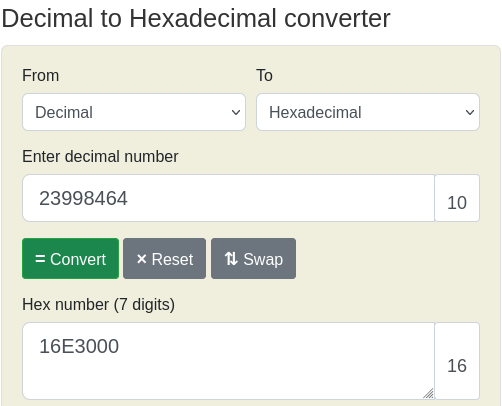 Decimal to Hexadecimal converter
From To
Decimal Hexadecimal
Enter decimal number
23998464 10
= Convert × Reset ⇅ Swap
Hex number (7 digits)
16E3000 16